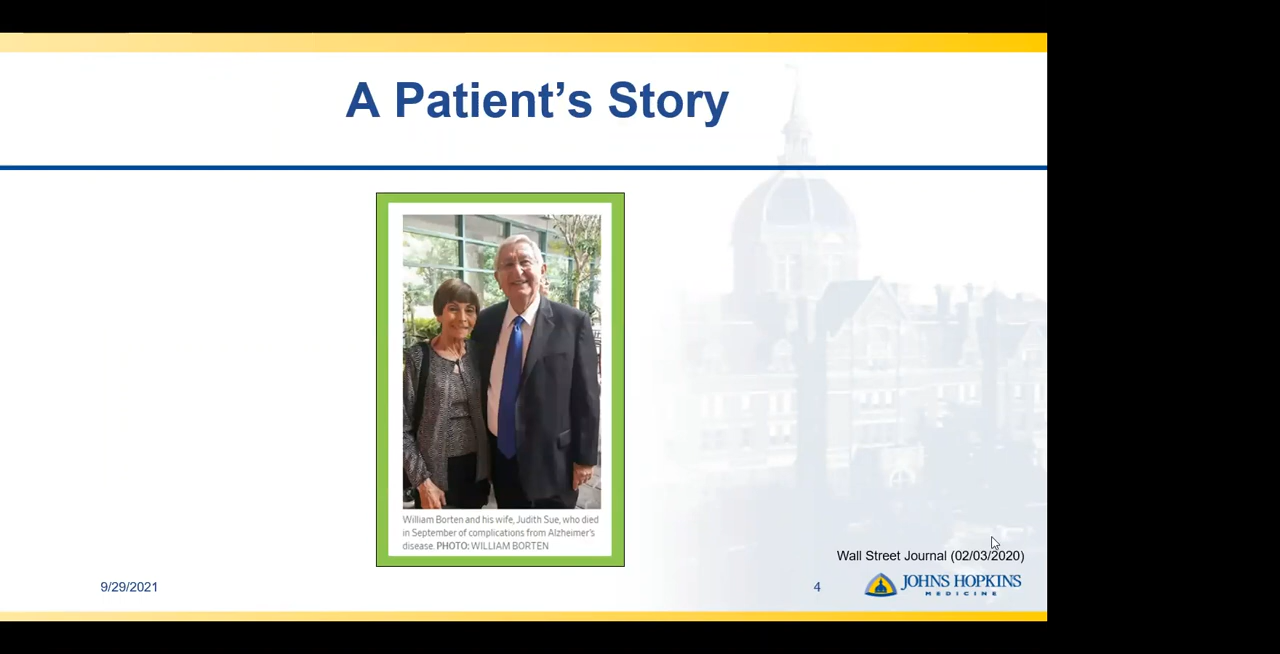 A Patient’s Story
William Borten and his wife, Judith Sue, who died
in September of complications from Alzheimer's
disease. PHOTO: WILLIAM BORTEN
Wall Street Journal (02/03/2020)
9/29/2021
4
JOHNS HOPKINS
MEDICINE